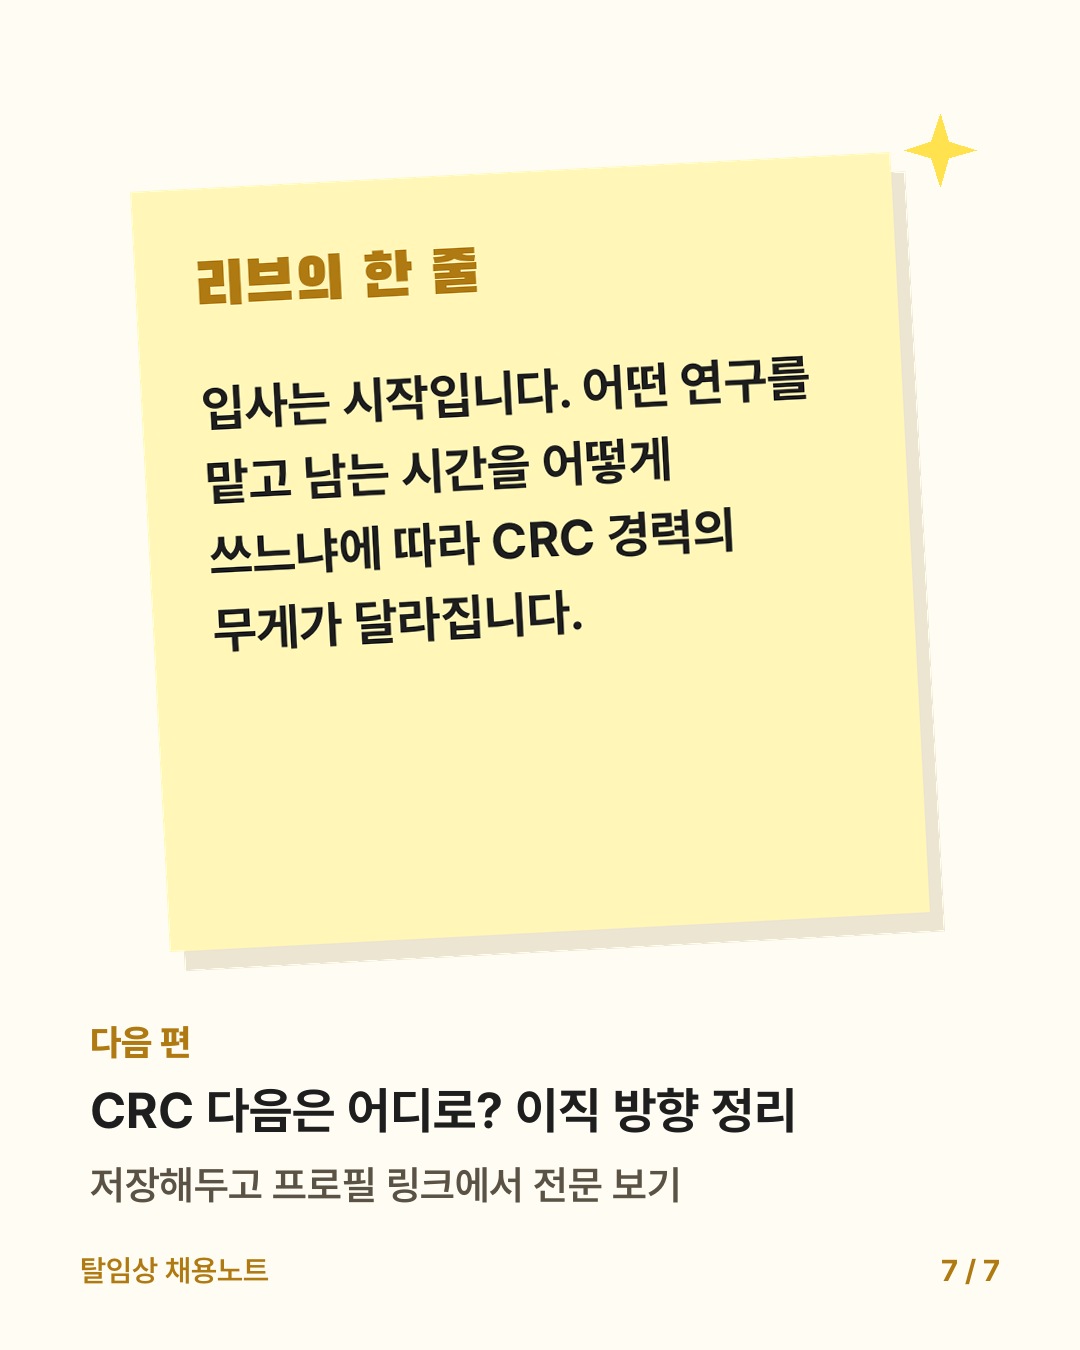 리브의 한 줄
입사는 시작입니다. 어떤 연구를
맡고 남는 시간을 어떻게
쓰느냐에 따라 CRC 경력의
무게가 달라집니다.
다음 편
CRC 다음은 어디로? 이직 방향 정리
저장해두고 프로필 링크에서 전문 보기
탈임상 채용노트
7 / 7